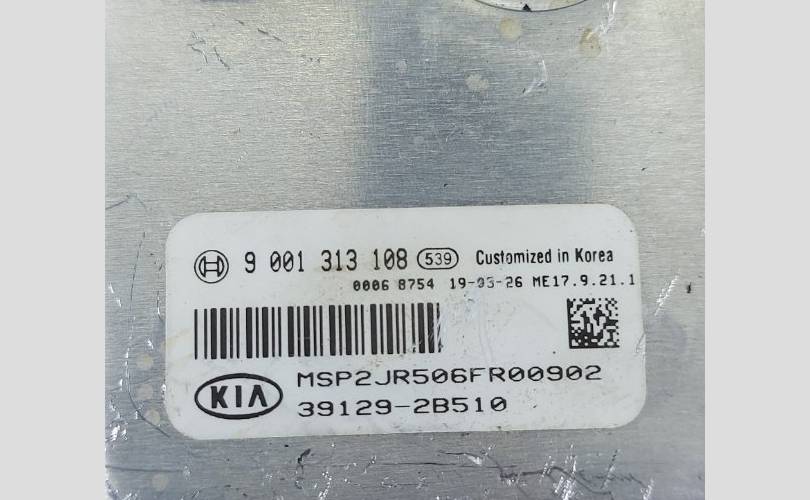 9 001 313 108 539 Customized in Korea
0006 8754 19-03-26 ME17.9.21.1
KIA MSP2JR506FR00902
39129-2B510